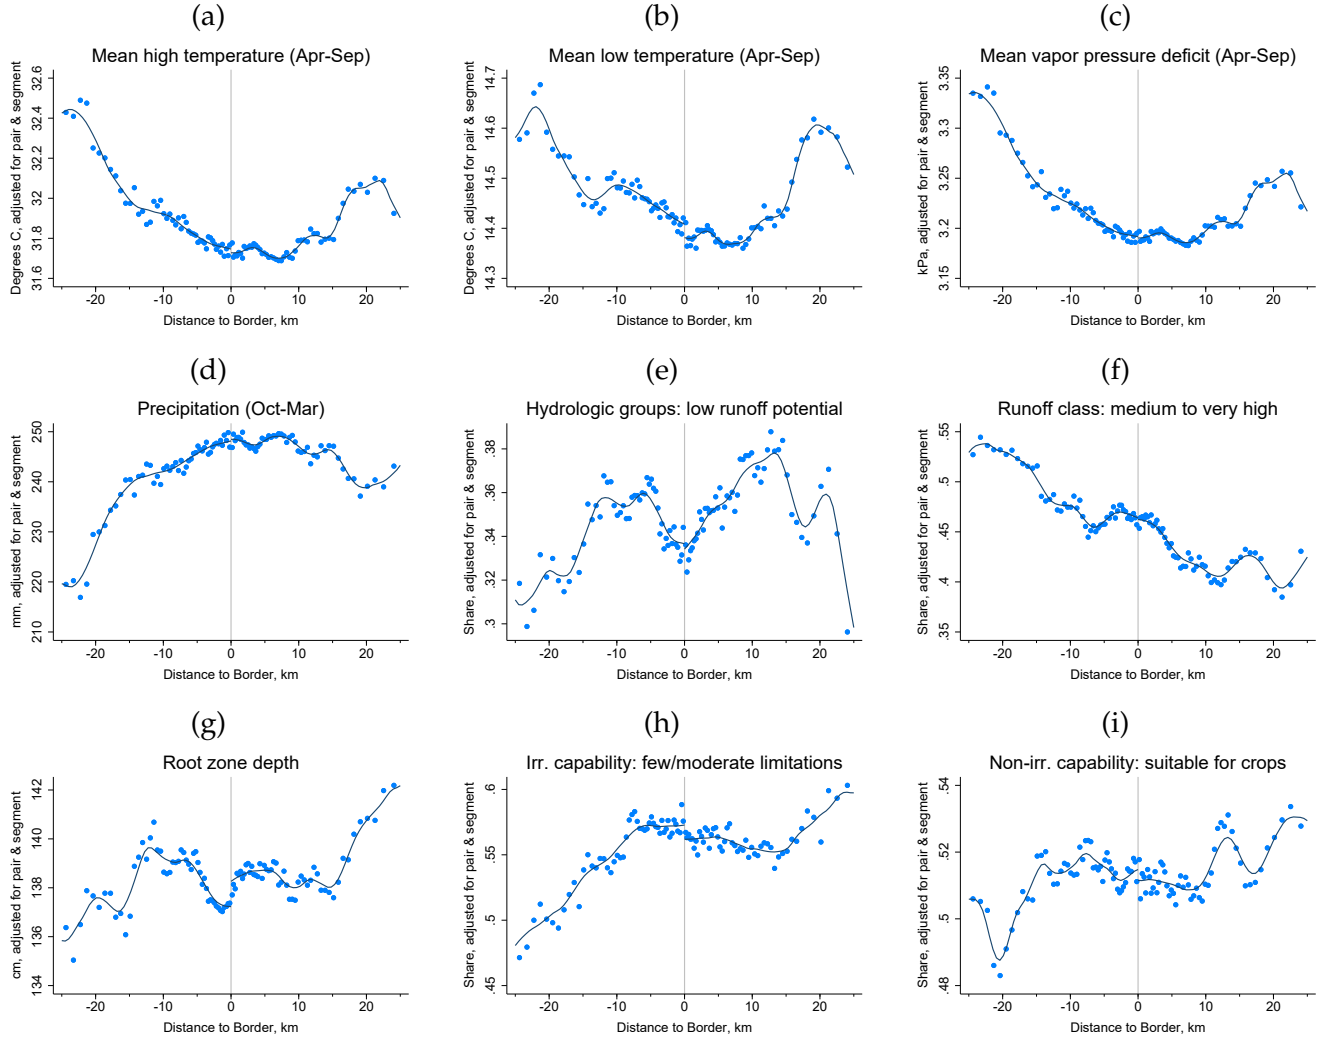 (a)
Mean high temperature (Apr-Sep)
Degrees C, adjusted for pair & segment
32.6
32.4
32.2
32
31.8
31.6
-20 -10 0 10 20
Distance to Border, km
(b)
Mean low temperature (Apr-Sep)
Degrees C, adjusted for pair & segment
14.7
14.6
14.5
14.4
14.3
-20 -10 0 10 20
Distance to Border, km
(c)
Mean vapor pressure deficit (Apr-Sep)
kPa, adjusted for pair & segment
3.35
3.3
3.25
3.2
3.15
-20 -10 0 10 20
Distance to Border, km
(d)
Precipitation (Oct-Mar)
mm, adjusted for pair & segment
250
240
230
220
210
-20 -10 0 10 20
Distance to Border, km
(e)
Hydrologic groups: low runoff potential
Share, adjusted for pair & segment
.38
.36
.34
.32
.3
-20 -10 0 10 20
Distance to Border, km
(f)
Runoff class: medium to very high
Share, adjusted for pair & segment
.55
.5
.45
.4
.35
-20 -10 0 10 20
Distance to Border, km
(g)
Root zone depth
cm, adjusted for pair & segment
142
140
138
136
134
-20 -10 0 10 20
Distance to Border, km
(h)
Irr. capability: few/moderate limitations
Share, adjusted for pair & segment
.6
.55
.5
.45
-20 -10 0 10 20
Distance to Border, km
(i)
Non-irr. capability: suitable for crops
Share, adjusted for pair & segment
.54
.52
.5
.48
-20 -10 0 10 20
Distance to Border, km